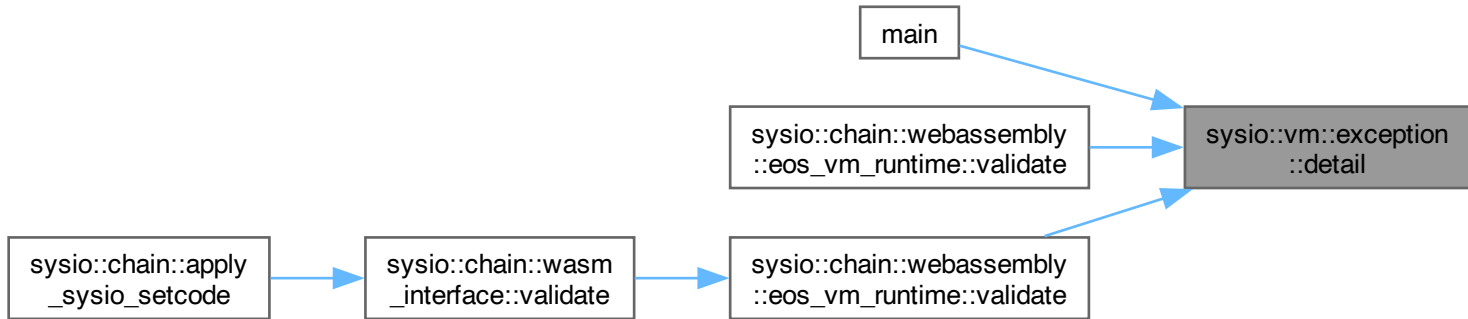 main
sysio::chain::webassembly
::eos_vm_runtime::validate
sysio::vm::exception
::detail
sysio::chain::apply
_sysio_setcode
sysio::chain::wasm
_interface::validate
sysio::chain::webassembly
::eos_vm_runtime::validate